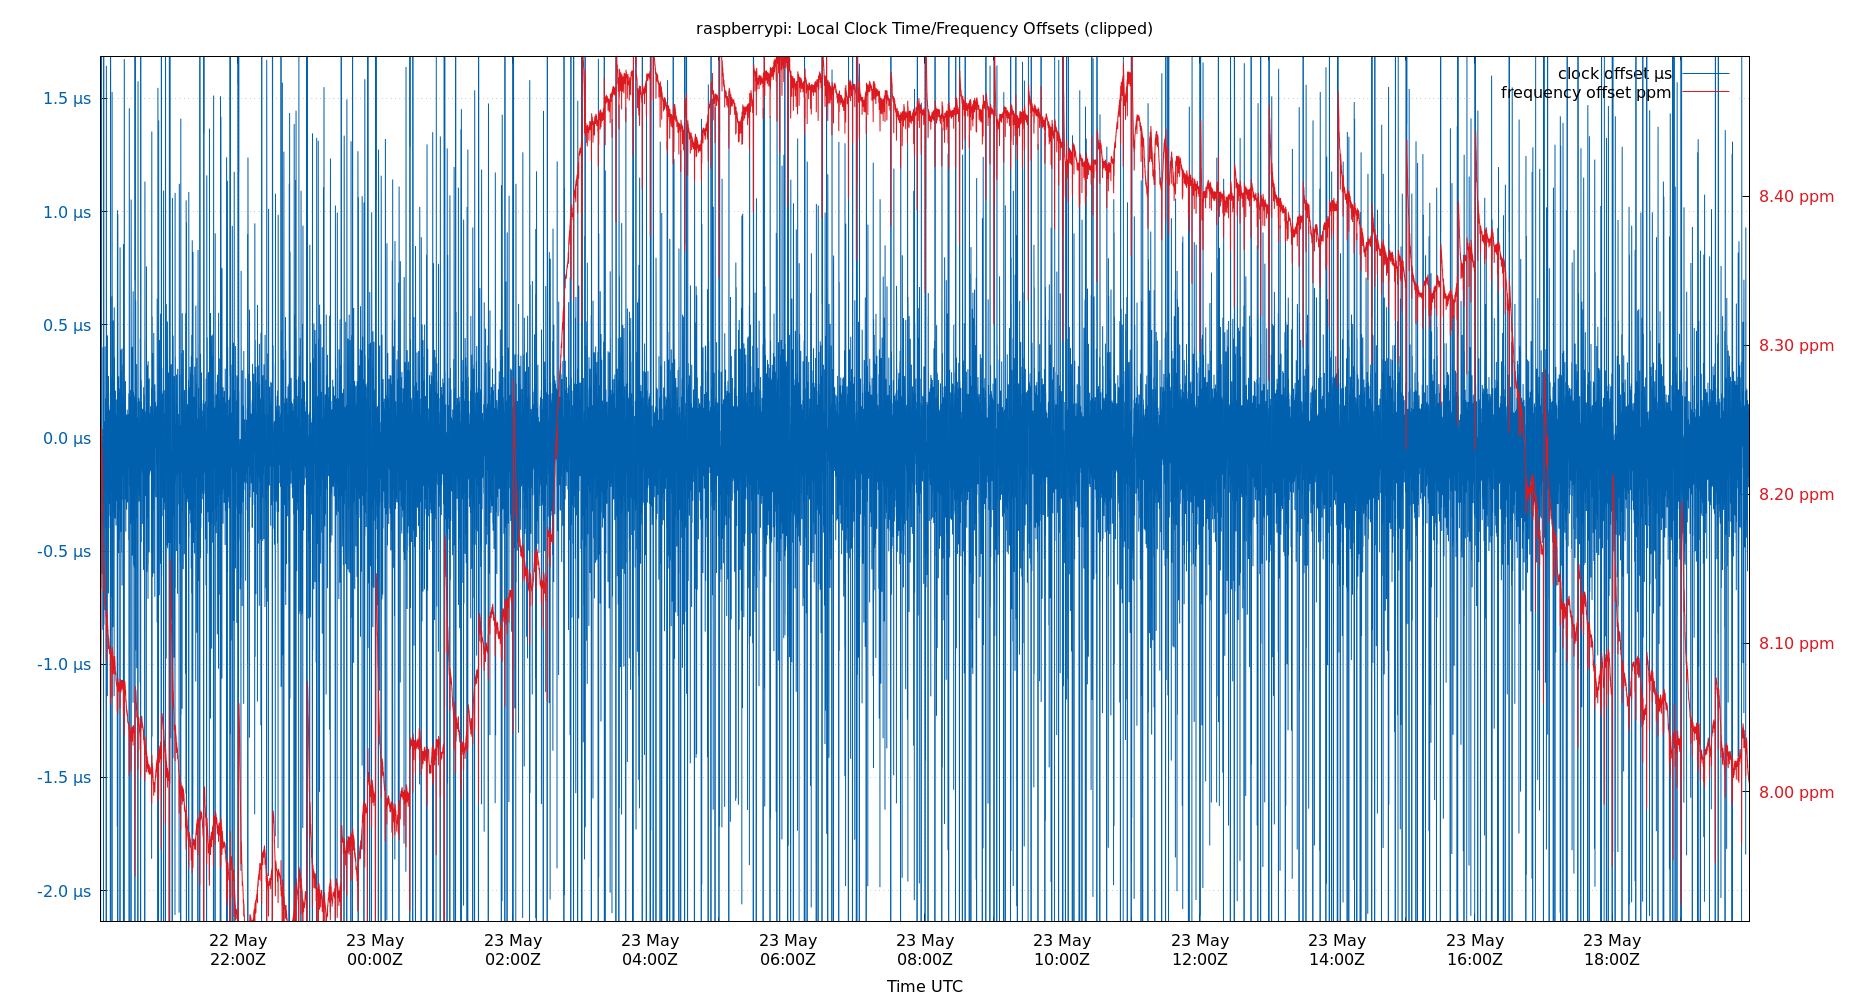 raspberrypi: Local Clock Time/Frequency Offsets (clipped)
clock offset µs
frequency offset ppm
1.5 µs
1.0 µs
0.5 µs
0.0 µs
-0.5 µs
-1.0 µs
-1.5 µs
-2.0 µs
8.40 ppm
8.30 ppm
8.20 ppm
8.10 ppm
8.00 ppm
22 May 23 May 23 May 23 May 23 May 23 May 23 May 23 May 23 May 23 May 23 May
22:00Z 00:00Z 02:00Z 04:00Z 06:00Z 08:00Z 10:00Z 12:00Z 14:00Z 16:00Z 18:00Z
Time UTC